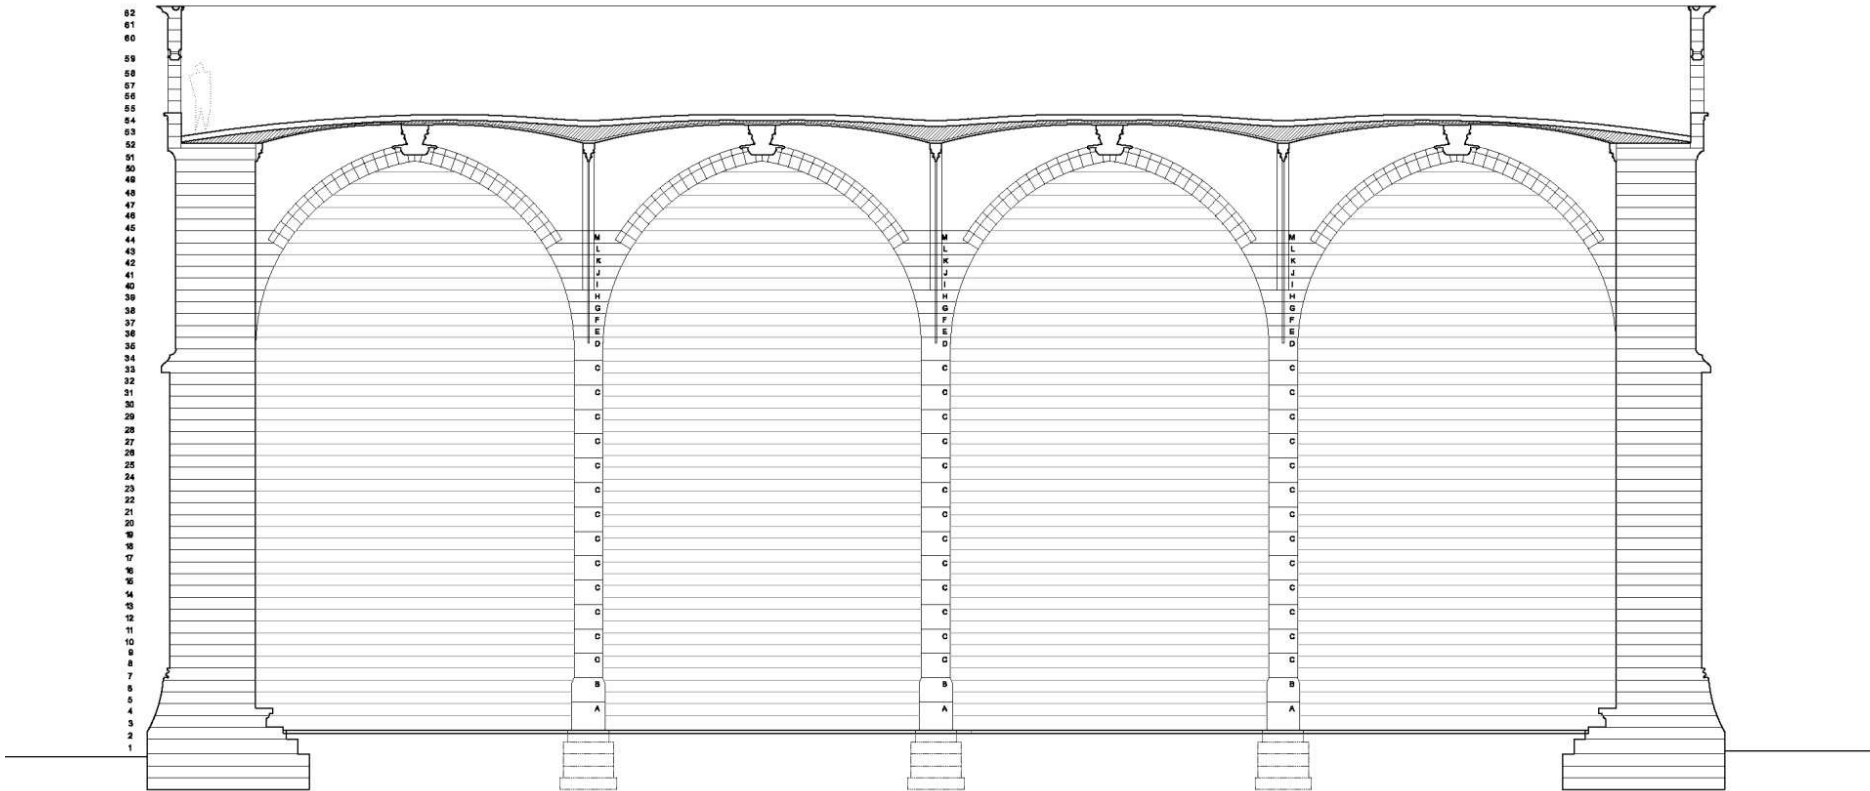 62
61
60
59
58
57
56
55
54
53
52
51
50
49
48
47
46
45
44
43
42
41
40
39
38
37
36
35
34
33
32
31
30
29
28
27
26
25
24
23
22
21
20
19
18
17
16
15
14
13
12
11
10
9
8
7
6
5
4
3
2
1
M
L
K
J
I
H
G
F
E
D
C
C
C
C
C
C
C
C
C
C
C
C
C
B
A
M
L
K
J
I
H
G
F
E
D
C
C
C
C
C
C
C
C
C
C
C
C
C
B
A
M
L
K
J
I
H
G
F
E
D
C
C
C
C
C
C
C
C
C
C
C
C
C
B
A